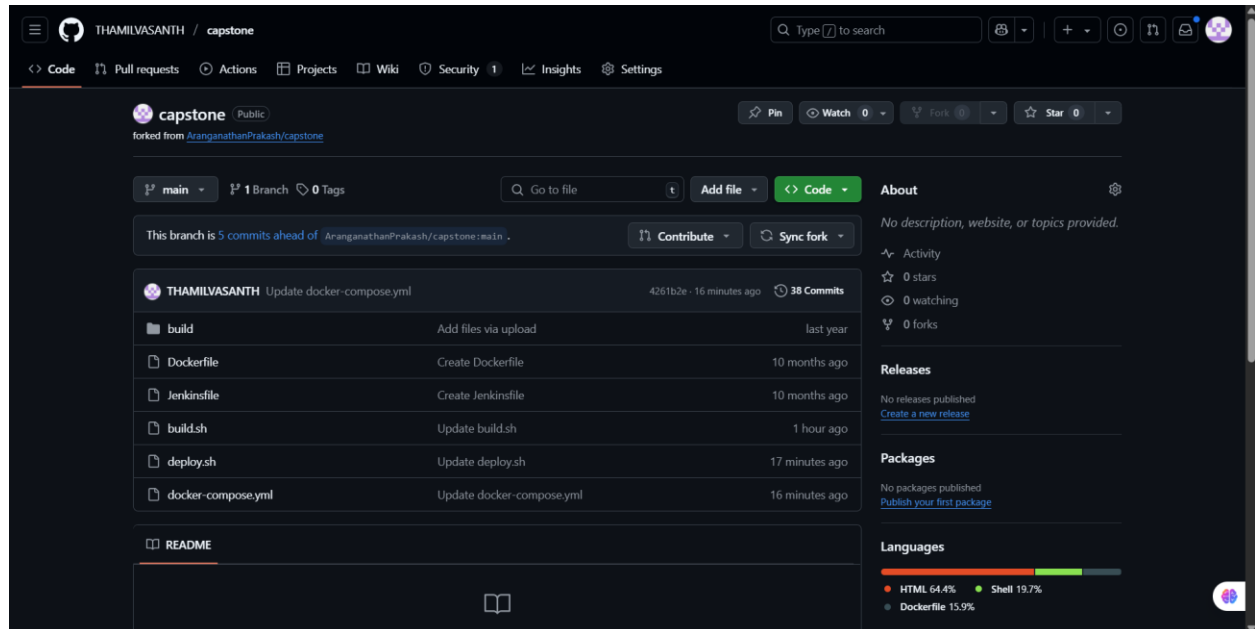 THAMILVASANTH / capstone
Type / to search
Code Pull requests Actions Projects Wiki Security 1 Insights Settings
capstone Public
Pin Watch 0 Fork 0 Star 0
forked from AranganathanPrakash/capstone
main 1 Branch 0 Tags Go to file t Add file Code
About
No description, website, or topics provided.
This branch is 5 commits ahead of AranganathanPrakash/capstone:main .
Contribute Sync fork
Activity
0 stars
0 watching
0 forks
THAMILVASANTH Update docker-compose.yml 4261b2e · 16 minutes ago 38 Commits
build Add files via upload last year
Dockerfile Create Dockerfile 10 months ago
Jenkinsfile Create Jenkinsfile 10 months ago
build.sh Update build.sh 1 hour ago
deploy.sh Update deploy.sh 17 minutes ago
docker-compose.yml Update docker-compose.yml 16 minutes ago
README
Releases
No releases published
Create a new release
Packages
No packages published
Publish your first package
Languages
HTML 64.4% Shell 19.7%
Dockerfile 15.9%